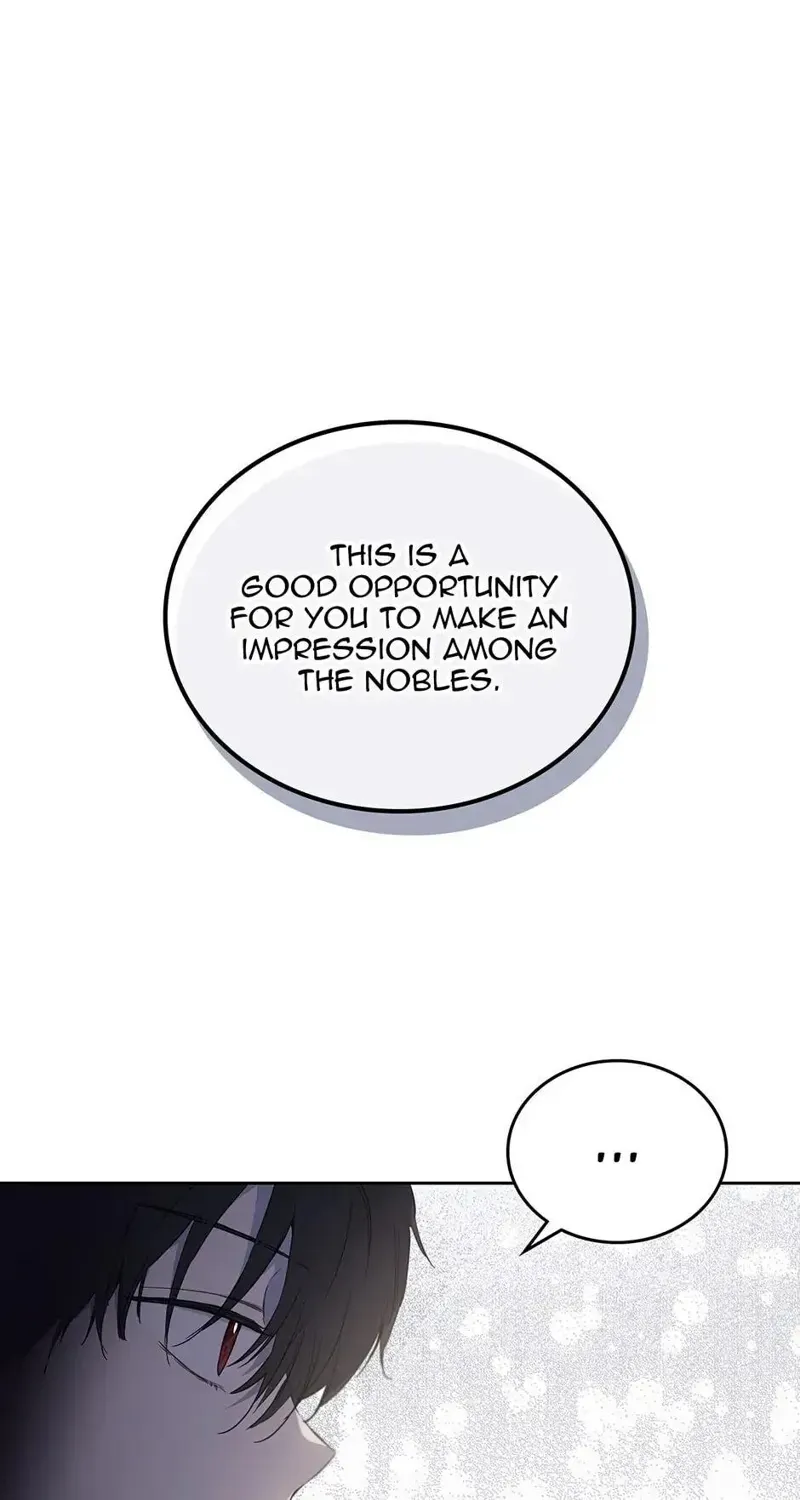 THIS IS A
GOOD OPPORTUNITY
FOR YOU TO MAKE AN
IMPRESSION AMONG
THE NOBLES.
...